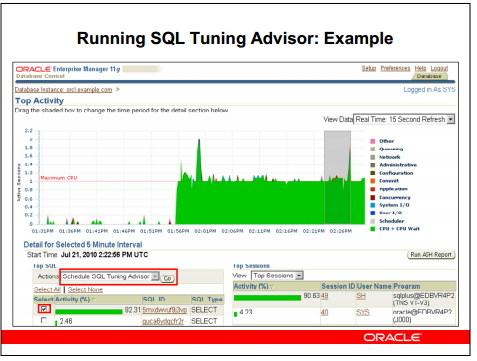 Running SQL Tuning Advisor: Example
ORACLE Enterprise Manager 11g
Database Control
Setup Preferences Help Logout
Database
Database Instance: orcl.example.com >
Logged in As SYS
Top Activity
Drag the shaded box to change the time period for the detail section below.
View Data Real Time: 15 Second Refresh
2.2
2.0
1.8
1.6
1.4
1.2
1
0.8
0.6
0.4
0.2
0
Active Sessions
Maximum CPU
01:31PM 01:36PM 01:41PM 01:46PM 01:51PM 01:56PM 02:01PM 02:06PM 02:11PM 02:16PM 02:21PM 02:26PM
Other
Queueing
Network
Administrative
Configuration
Commit
Application
Concurrency
System I/O
User I/O
Scheduler
CPU + CPU Wait
Detail for Selected 5 Minute Interval
Start Time Jul 21, 2010 2:22:56 PM UTC
Run ASH Report
Top SQL
Actions Schedule SQL Tuning Advisor Go
Select All | Select None
Select Activity (%) SQL ID SQL Type
92.31 SELECT
2.46 SELECT
Top Sessions
View Top Sessions
Activity (%) Session ID User Name Program
90.63 49 SH sqlplus@EDBVR4P2 (TNS V1-V3)
4.23 40 SYS oracle@EDBVR4P2 (J000)
ORACLE